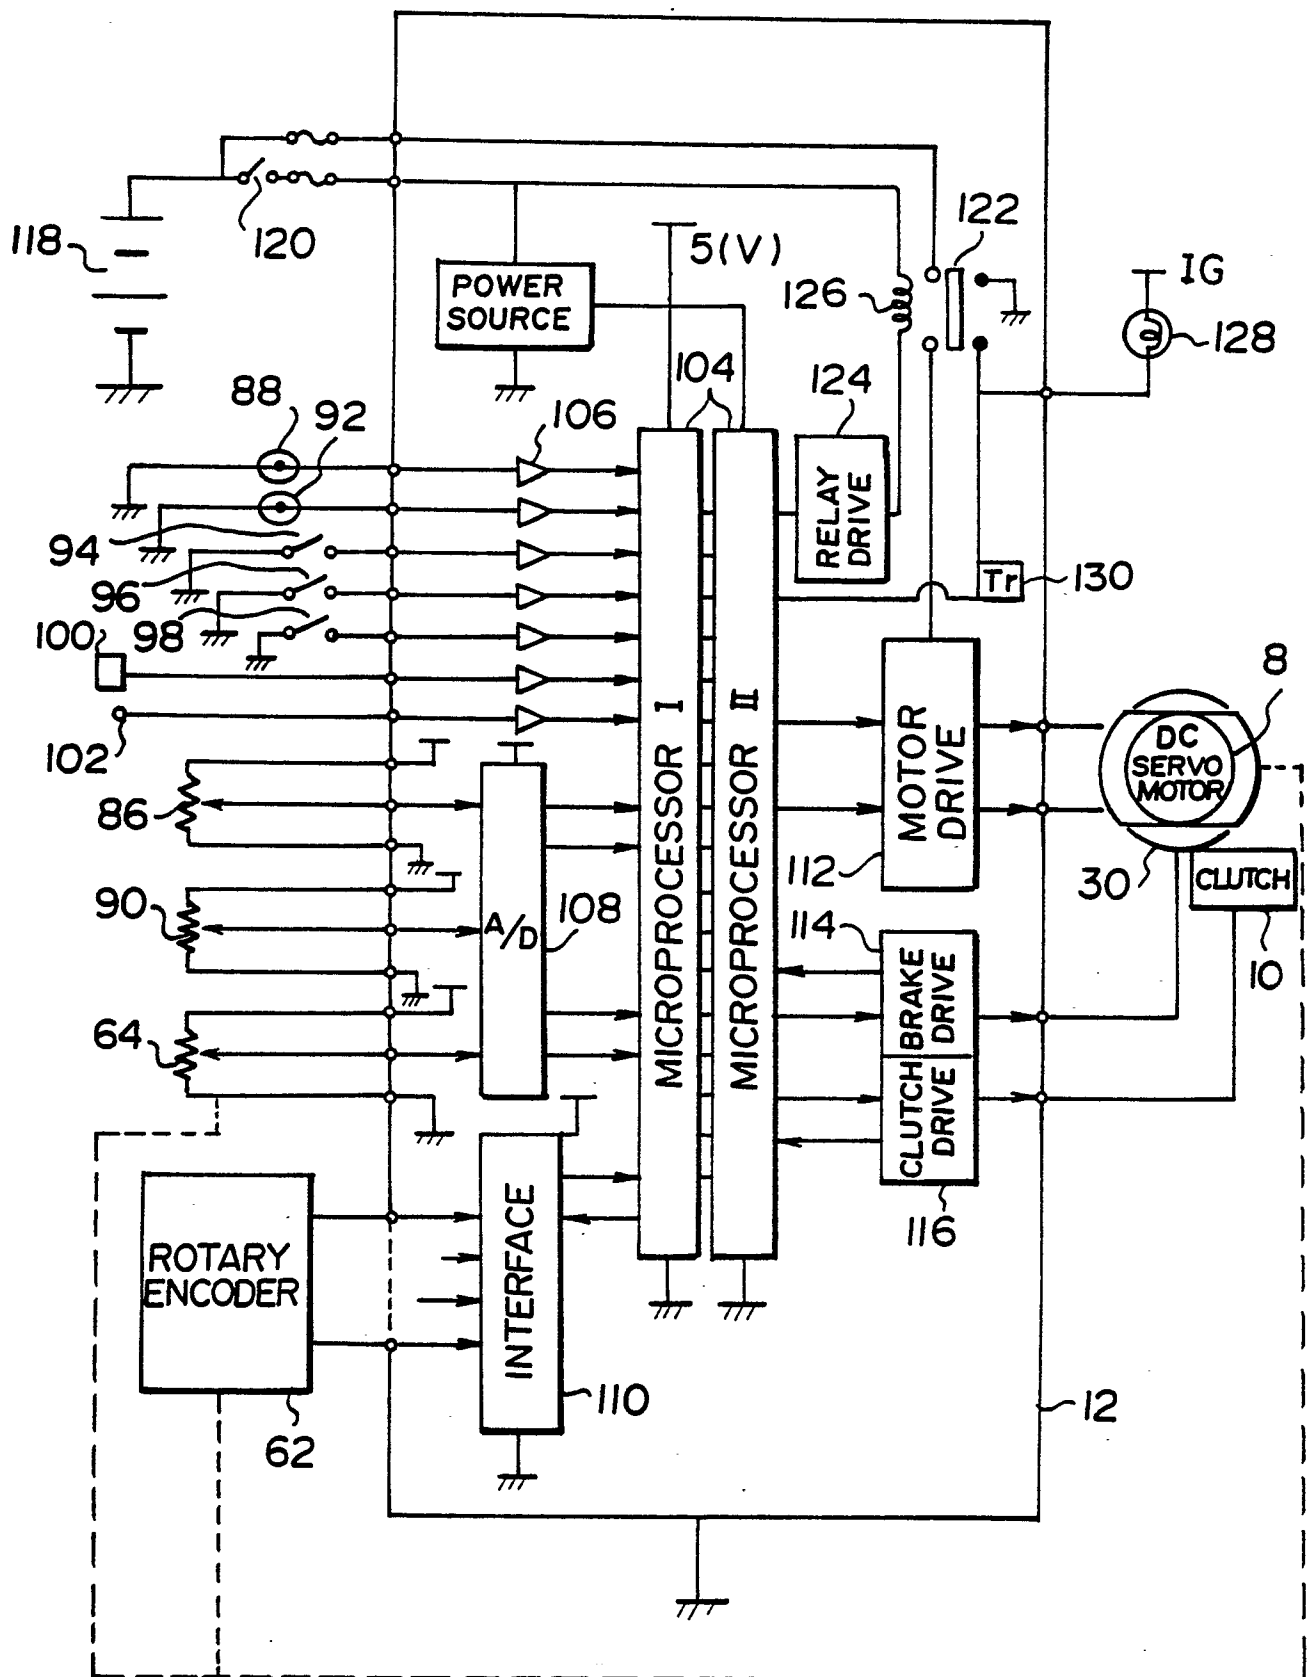 118
120
5(V)
122
IG
POWER
SOURCE
126
128
88
92
106
104
124
94
96
98
100
102
RELAY
DRIVE
Tr
130
MICROPROCESSOR I
MICROPROCESSOR II
8
86
90
64
A/D
108
MOTOR
DRIVE
112
DC
SERVO
MOTOR
30
CLUTCH
10
114
BRAKE
DRIVE
CLUTCH
DRIVE
116
ROTARY
ENCODER
62
INTERFACE
110
12